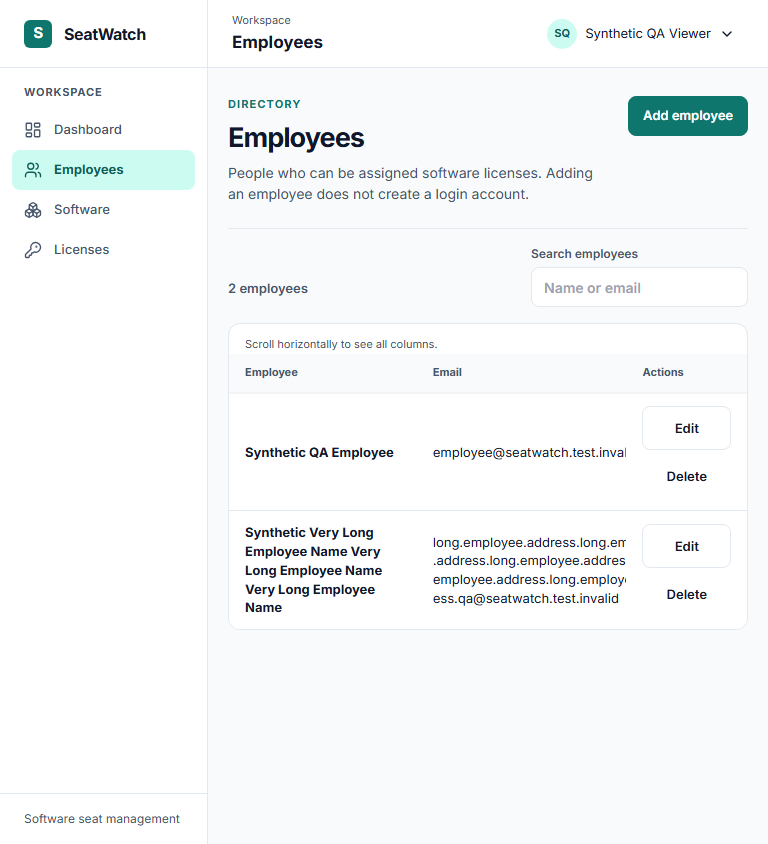 S SeatWatch
Workspace
Employees
SQ Synthetic QA Viewer
WORKSPACE
Dashboard
Employees
Software
Licenses
DIRECTORY
Employees
Add employee
People who can be assigned software licenses. Adding
an employee does not create a login account.
2 employees
Search employees
Name or email
Scroll horizontally to see all columns.
Employee Email Actions
Synthetic QA Employee
employee@seatwatch.test.inval
Edit
Delete
Synthetic Very Long
Employee Name Very
Long Employee Name
Very Long Employee
Name
long.employee.address.long.em
.address.long.employee.addres
employee.address.long.employe
ess.qa@seatwatch.test.invalid
Edit
Delete
Software seat management